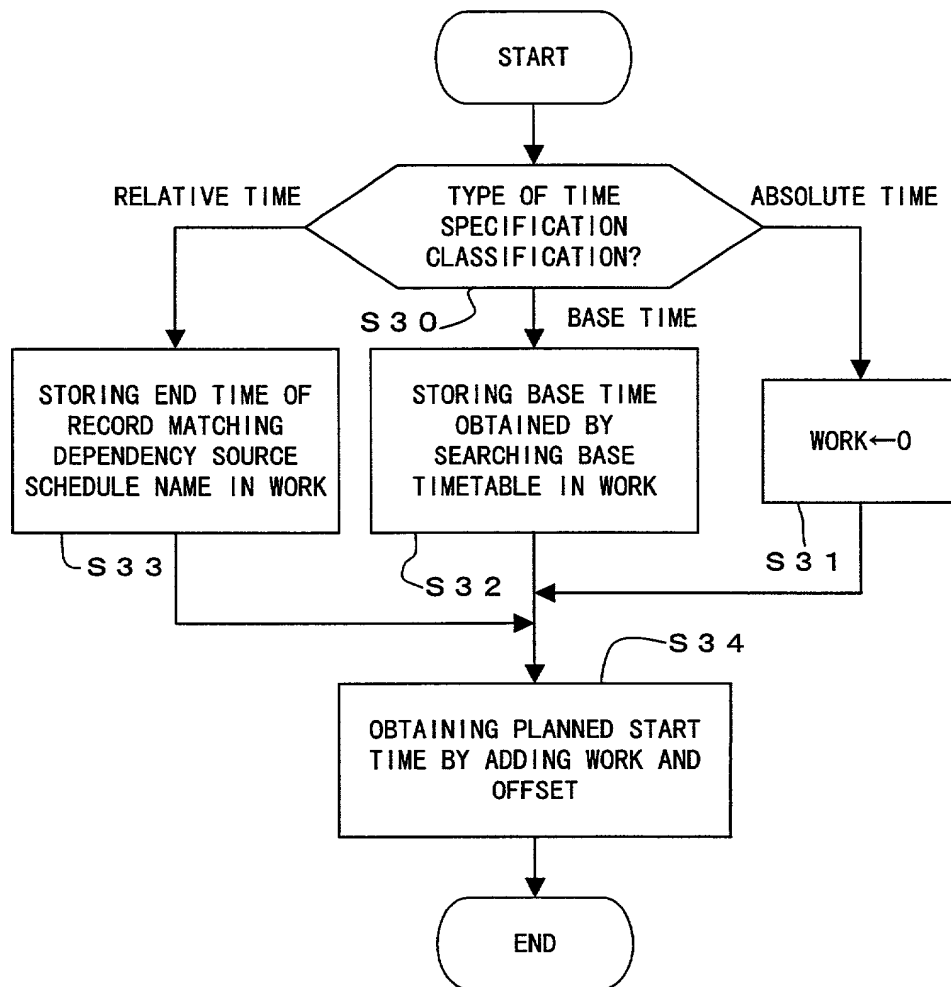 START
RELATIVE TIME
TYPE OF TIME
SPECIFICATION
CLASSIFICATION?
ABSOLUTE TIME
S30
BASE TIME
STORING END TIME OF
RECORD MATCHING
DEPENDENCY SOURCE
SCHEDULE NAME IN WORK
STORING BASE TIME
OBTAINED BY
SEARCHING BASE
TIMETABLE IN WORK
WORK←0
S33
S32
S31
S34
OBTAINING PLANNED START
TIME BY ADDING WORK AND
OFFSET
END